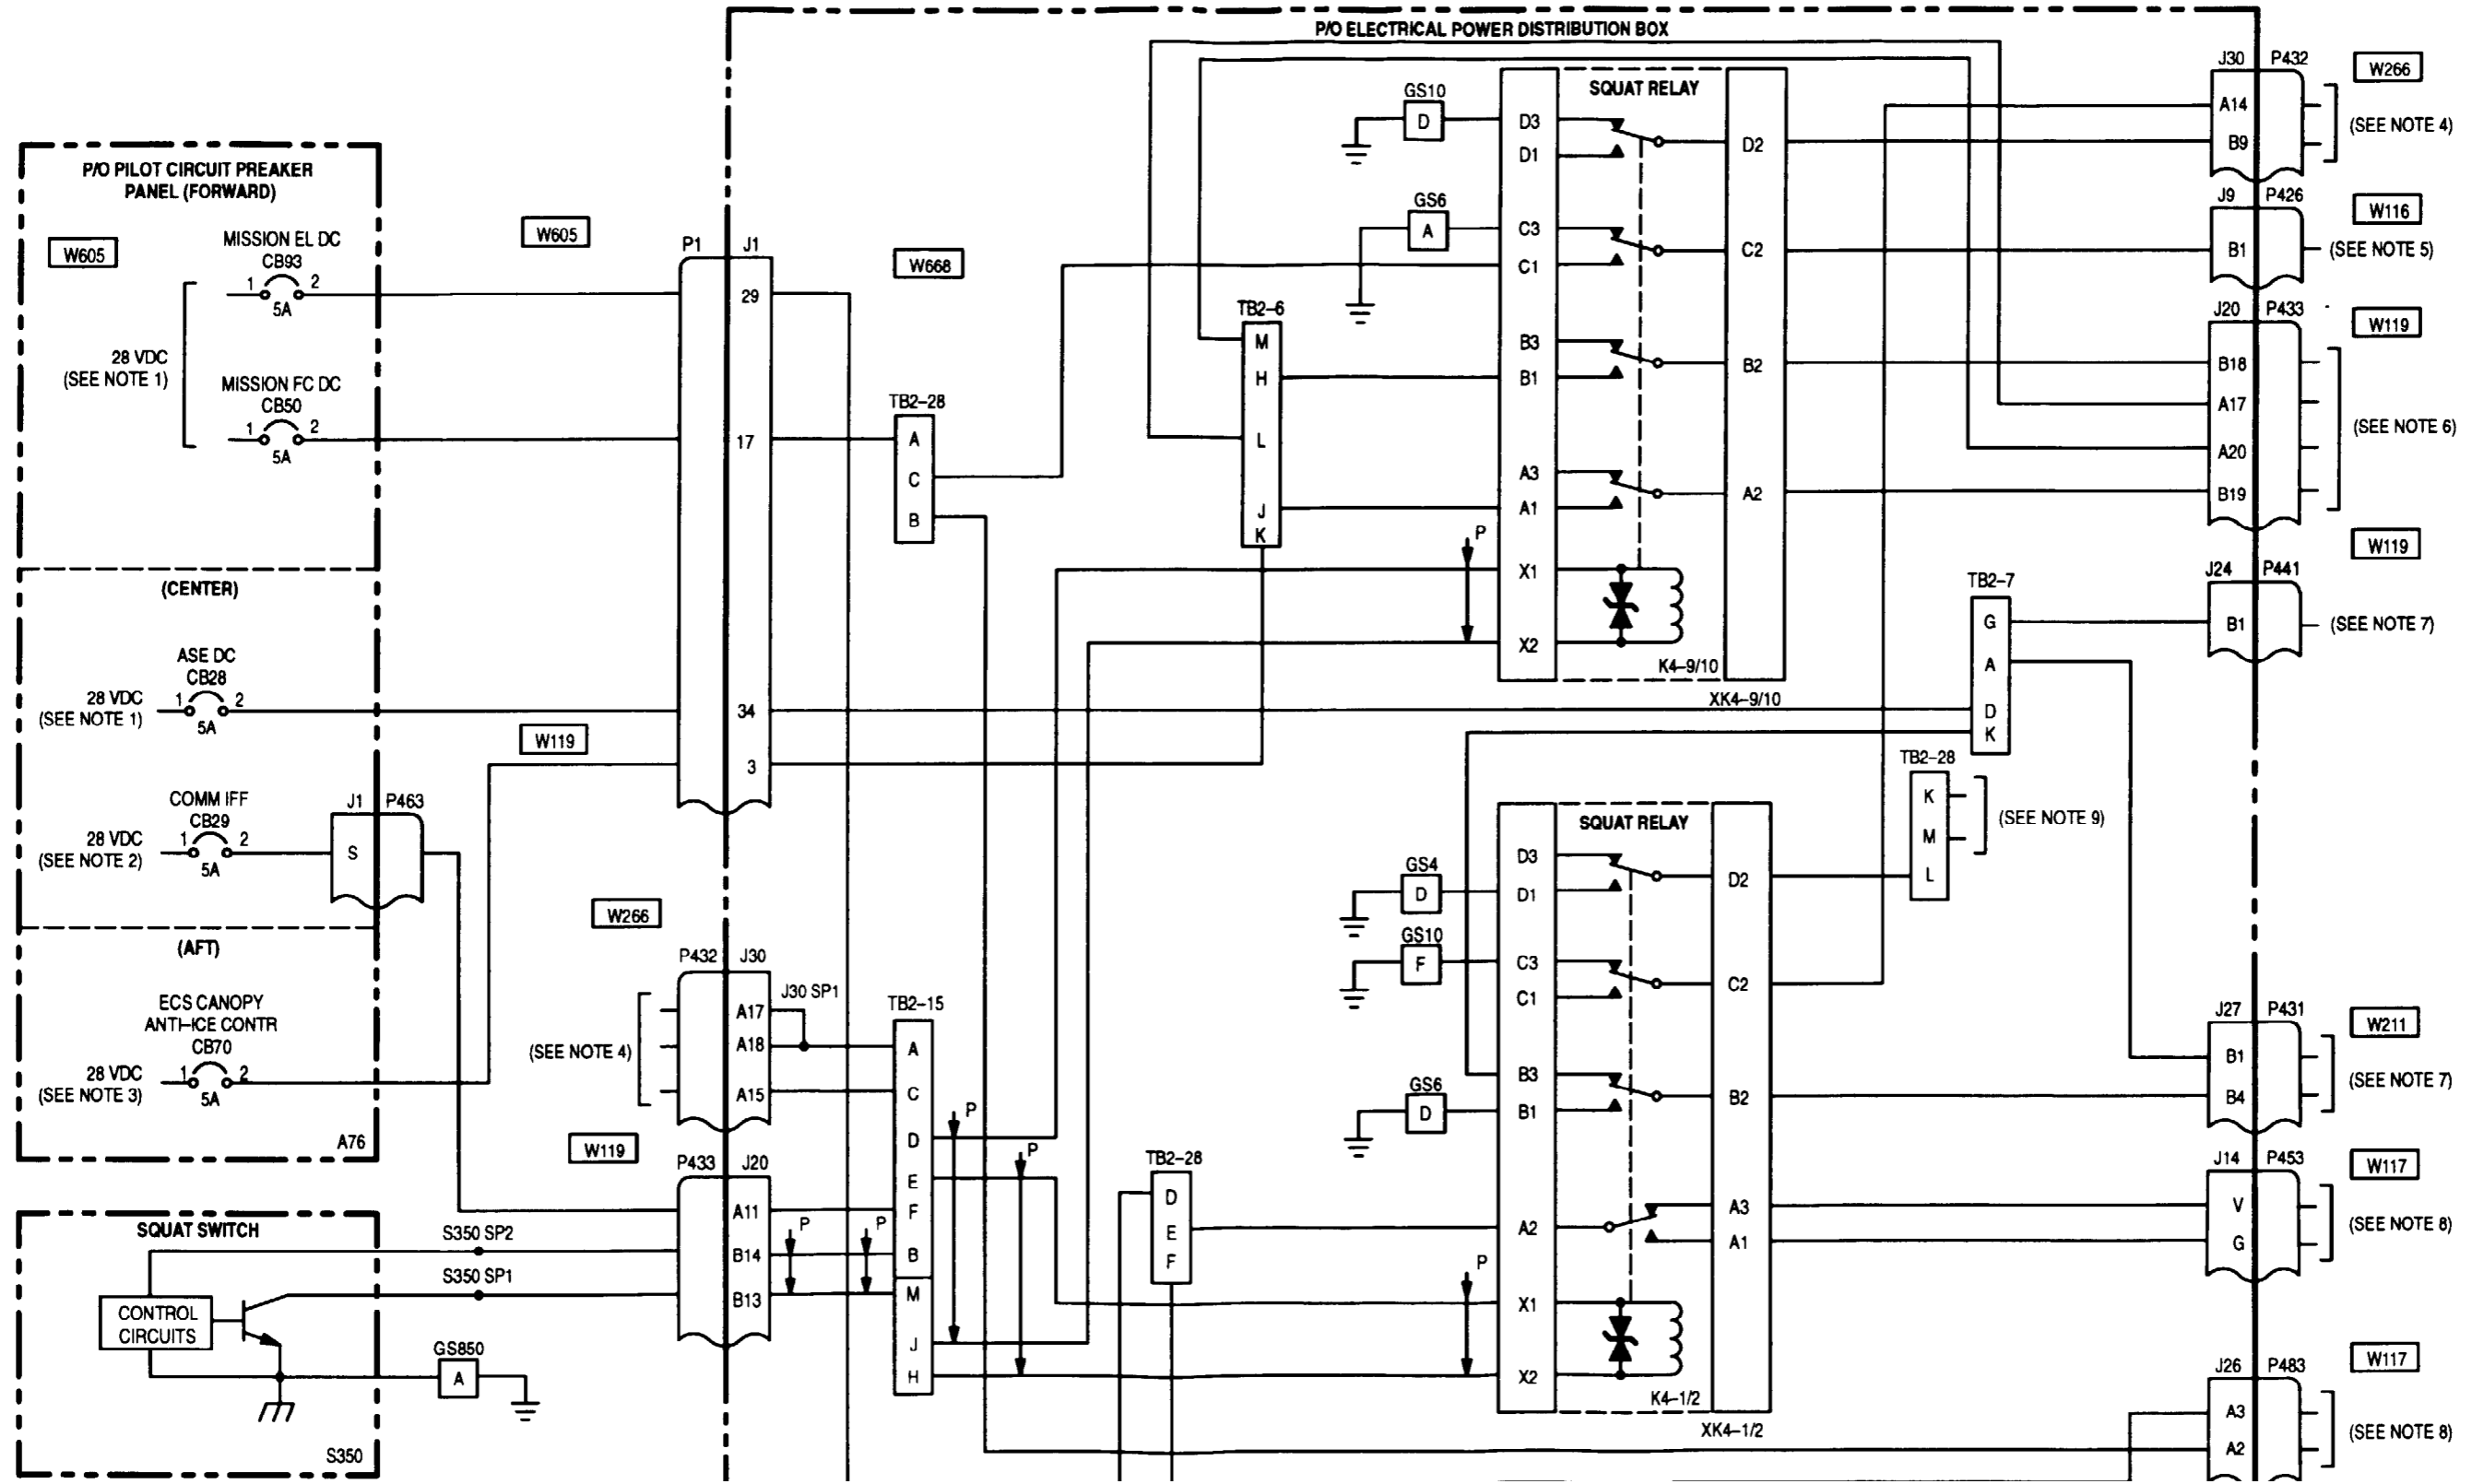 P/O ELECTRICAL POWER DISTRIBUTION BOX
P/O PILOT CIRCUIT PREAKER
PANEL (FORWARD)
W605
MISSION EL DC
CB93
1 2
5A
28 VDC
(SEE NOTE 1)
MISSION FC DC
CB50
1 2
5A
(CENTER)
ASE DC
CB28
28 VDC
(SEE NOTE 1)
1 2
5A
COMM IFF
CB29
28 VDC
(SEE NOTE 2)
1 2
5A
J1 P463
S
(AFT)
ECS CANOPY
ANTI-ICE CONTR
CB70
28 VDC
(SEE NOTE 3)
1 2
5A
A76
SQUAT SWITCH
CONTROL
CIRCUITS
S350
S350 SP2
S350 SP1
GS850
A
W605
P1 J1
29
17
34
3
W119
W668
TB2-28
A
C
B
W266
P432 J30
A17
A18
A15
J30 SP1
(SEE NOTE 4)
W119
P433 J20
A11
B14
B13
P
P
TB2-15
A
C
D
E
F
B
M
J
H
P
P
TB2-6
M
H
L
J
K
GS10
D
GS6
A
SQUAT RELAY
D3
D1
C3
C1
B3
B1
A3
A1
X1
X2
P
D2
C2
B2
A2
K4-9/10
XK4-9/10
TB2-28
D
E
F
GS4
D
GS10
F
GS6
D
SQUAT RELAY
D3
D1
C3
C1
B3
B1
A2
X1
X2
P
D2
C2
B2
A3
A1
K4-1/2
XK4-1/2
TB2-7
G
A
D
K
TB2-28
K
M
L
(SEE NOTE 9)
J30 P432
W266
A14
B9
(SEE NOTE 4)
J9 P426
W116
B1
(SEE NOTE 5)
J20 P433
W119
B18
A17
A20
B19
(SEE NOTE 6)
W119
J24 P441
B1
(SEE NOTE 7)
J27 P431
W211
B1
B4
(SEE NOTE 7)
J14 P453
W117
V
G
(SEE NOTE 8)
J26 P483
W117
A3
A2
(SEE NOTE 8)